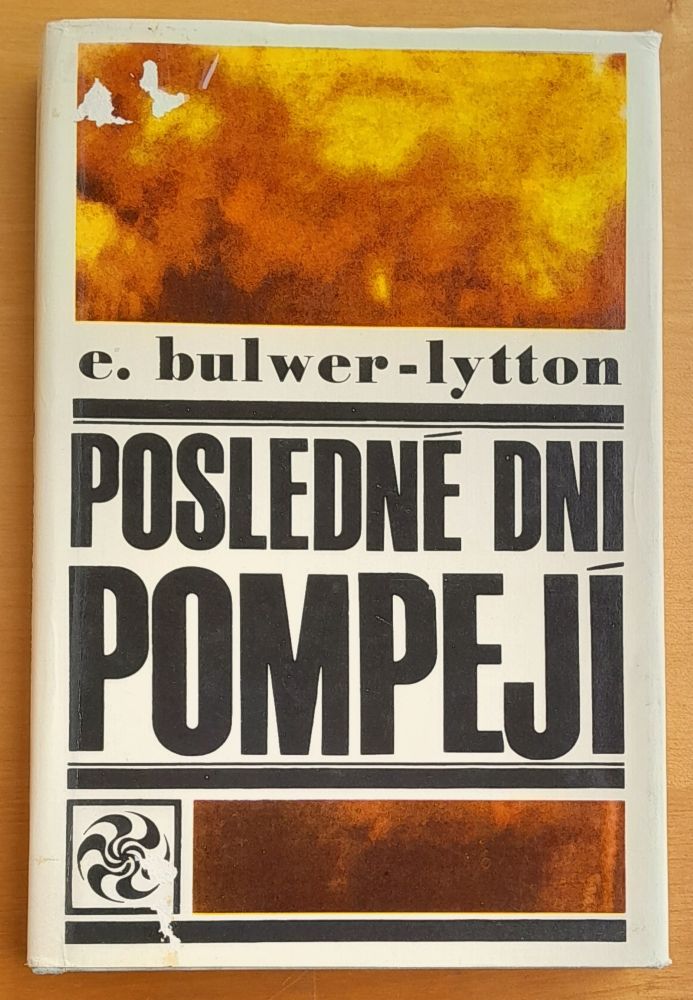 e. bulwer-lytton
POSLEDNÉ DNI
POMPEJÍ